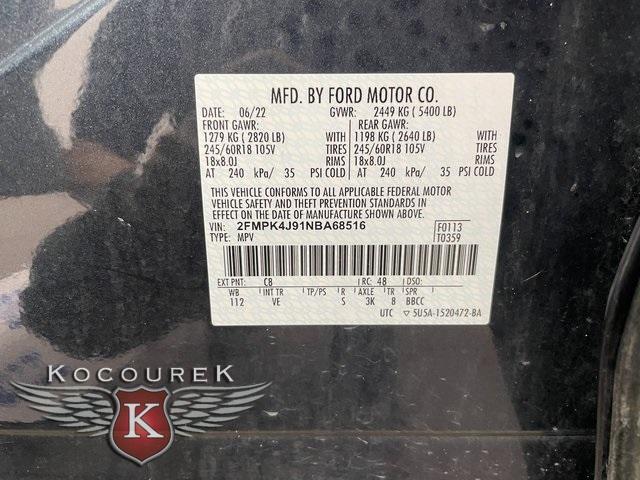 MFD. BY FORD MOTOR CO.
DATE: 06/22 GVWR: 2449 KG (5400 LB)
FRONT GAWR: REAR GAWR:
1279 KG (2820 LB) WITH 1198 KG (2640 LB) WITH
245/60R18 105V TIRES 245/60R18 105V TIRES
18x8.0J RIMS 18x8.0J RIMS
AT 240 kPa/ 35 PSI COLD AT 240 kPa/ 35 PSI COLD
THIS VEHICLE CONFORMS TO ALL APPLICABLE FEDERAL MOTOR
VEHICLE SAFETY AND THEFT PREVENTION STANDARDS IN
EFFECT ON THE DATE OF MANUFACTURE SHOWN ABOVE.
VIN: 2FMPK4J91NBA68516 F0113
TYPE: MPV T0359
EXT PNT: C8 RC: 48 DSO:
WB INT TR TP/PS R AXLE TR SPR
112 VE S 3K 8 BBCC
UTC ▽ 5U5A-1520472-BA
KOCOUREK
K